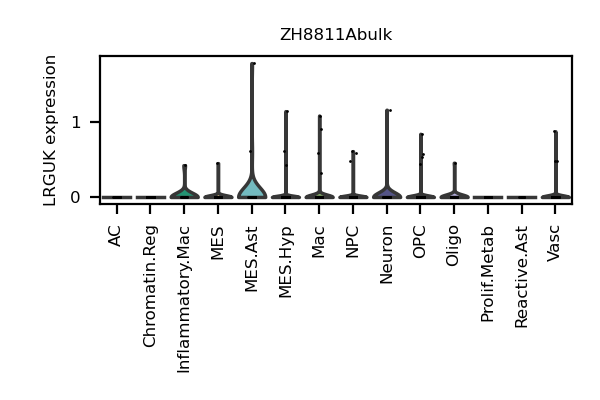 ZH8811Abulk
LRGUK expression
1
0
AC
Chromatin.Reg
Inflammatory.Mac
MES
MES.Ast
MES.Hyp
Mac
NPC
Neuron
OPC
Oligo
Prolif.Metab
Reactive.Ast
Vasc